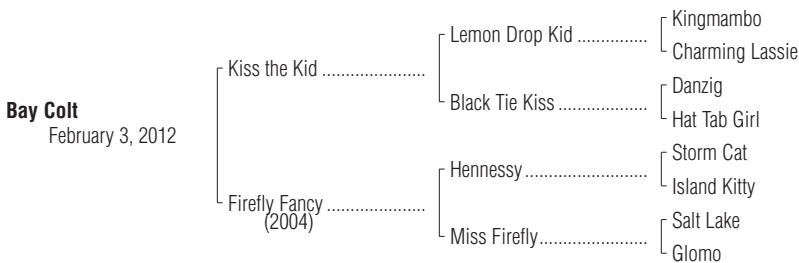 Kingmambo
Lemon Drop Kid ...............
Charming Lassie
Kiss the Kid ......................
Danzig
Black Tie Kiss ...................
Hat Tab Girl
Bay Colt
February 3, 2012
Storm Cat
Hennessy ..........................
Island Kitty
Firefly Fancy .....................
(2004)
Salt Lake
Miss Firefly.......................
Glomo